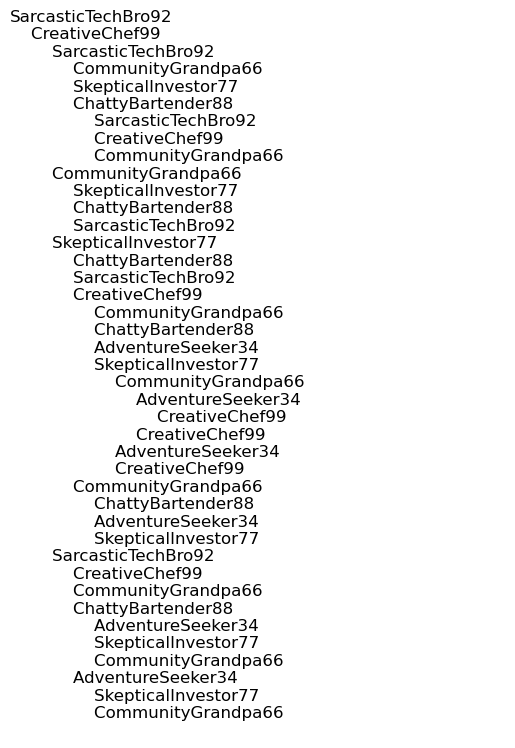 SarcasticTechBro92
CreativeChef99
SarcasticTechBro92
CommunityGrandpa66
SkepticalInvestor77
ChattyBartender88
SarcasticTechBro92
CreativeChef99
CommunityGrandpa66
CommunityGrandpa66
SkepticalInvestor77
ChattyBartender88
SarcasticTechBro92
SkepticalInvestor77
ChattyBartender88
SarcasticTechBro92
CreativeChef99
CommunityGrandpa66
ChattyBartender88
AdventureSeeker34
SkepticalInvestor77
CommunityGrandpa66
AdventureSeeker34
CreativeChef99
CreativeChef99
AdventureSeeker34
CreativeChef99
CommunityGrandpa66
ChattyBartender88
AdventureSeeker34
SkepticalInvestor77
SarcasticTechBro92
CreativeChef99
CommunityGrandpa66
ChattyBartender88
AdventureSeeker34
SkepticalInvestor77
CommunityGrandpa66
AdventureSeeker34
SkepticalInvestor77
CommunityGrandpa66